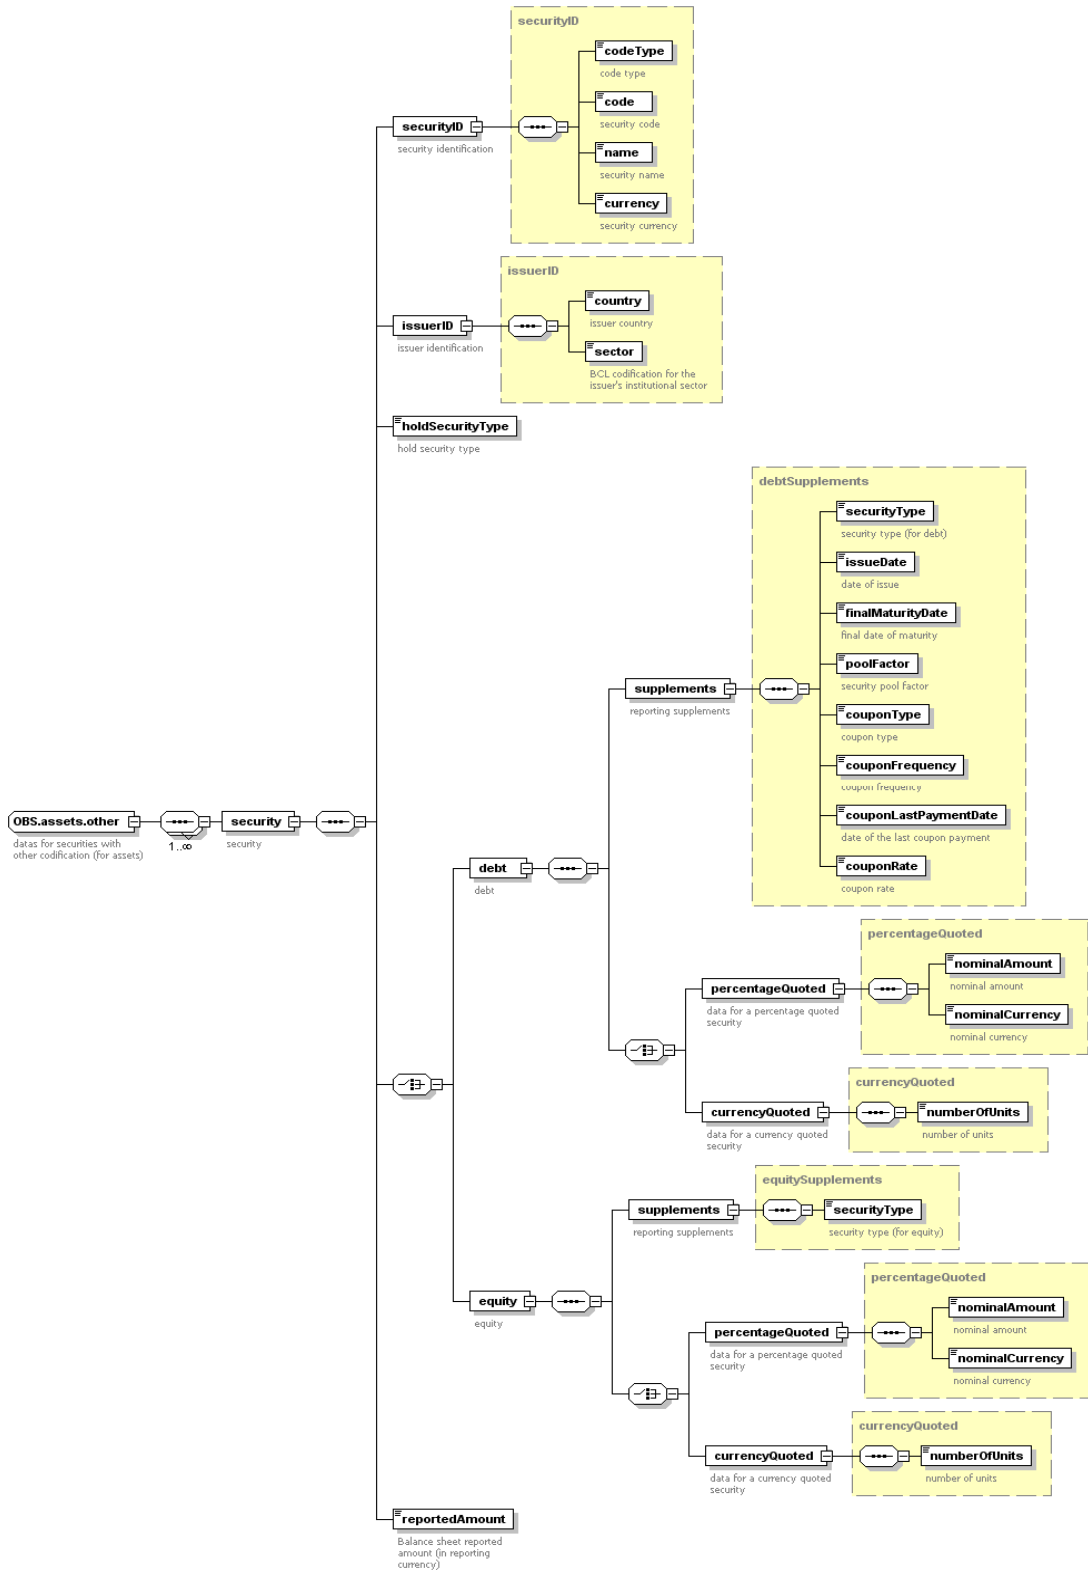 securityID
codeType
code type
code
security code
name
security name
currency
security currency
securityID
security identification
issuerID
country
issuer country
sector
BCL codification for the
issuer's institutional sector
issuerID
issuer identification
holdSecurityType
hold security type
debtSupplements
securityType
security type (for debt)
issueDate
date of issue
finalMaturityDate
final date of maturity
poolFactor
security pool factor
couponType
coupon type
couponFrequency
coupon frequency
couponLastPaymentDate
date of the last coupon payment
couponRate
coupon rate
supplements
reporting supplements
OBS.assets.other
datas for securities with
other codification (for assets)
1..∞
security
security
debt
debt
percentageQuoted
nominalAmount
nominal amount
nominalCurrency
nominal currency
percentageQuoted
data for a percentage quoted
security
currencyQuoted
numberOfUnits
number of units
currencyQuoted
data for a currency quoted
security
equitySupplements
securityType
security type (for equity)
supplements
reporting supplements
equity
equity
percentageQuoted
nominalAmount
nominal amount
nominalCurrency
nominal currency
percentageQuoted
data for a percentage quoted
security
currencyQuoted
numberOfUnits
number of units
currencyQuoted
data for a currency quoted
security
reportedAmount
Balance sheet reported
amount (in reporting
currency)